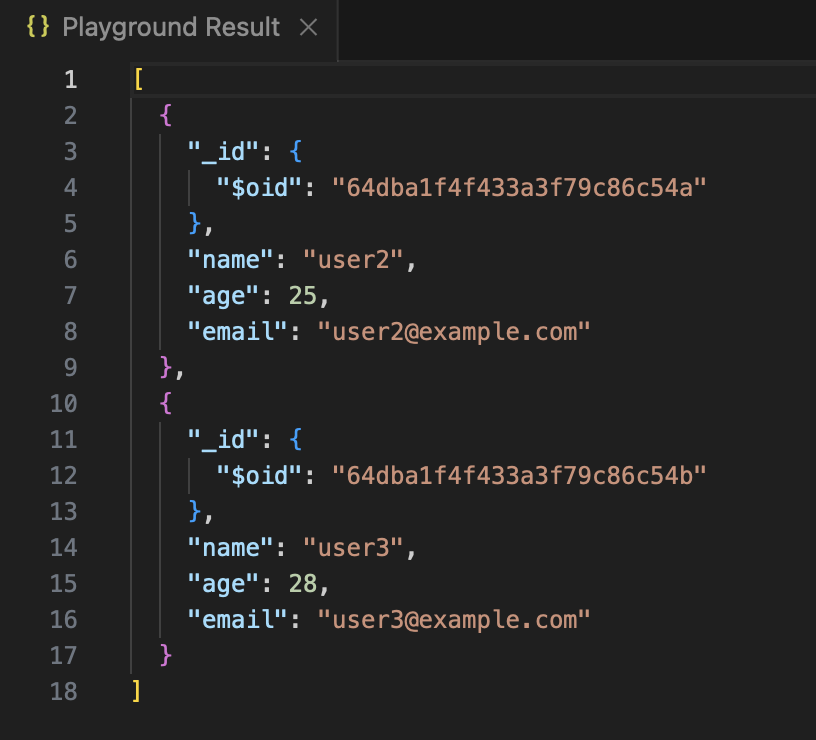 {} Playground Result ×
1 [
2   {
3     "_id": {
4       "$oid": "64dba1f4f433a3f79c86c54a"
5     },
6     "name": "user2",
7     "age": 25,
8     "email": "user2@example.com"
9   },
10   {
11     "_id": {
12       "$oid": "64dba1f4f433a3f79c86c54b"
13     },
14     "name": "user3",
15     "age": 28,
16     "email": "user3@example.com"
17   }
18 ]